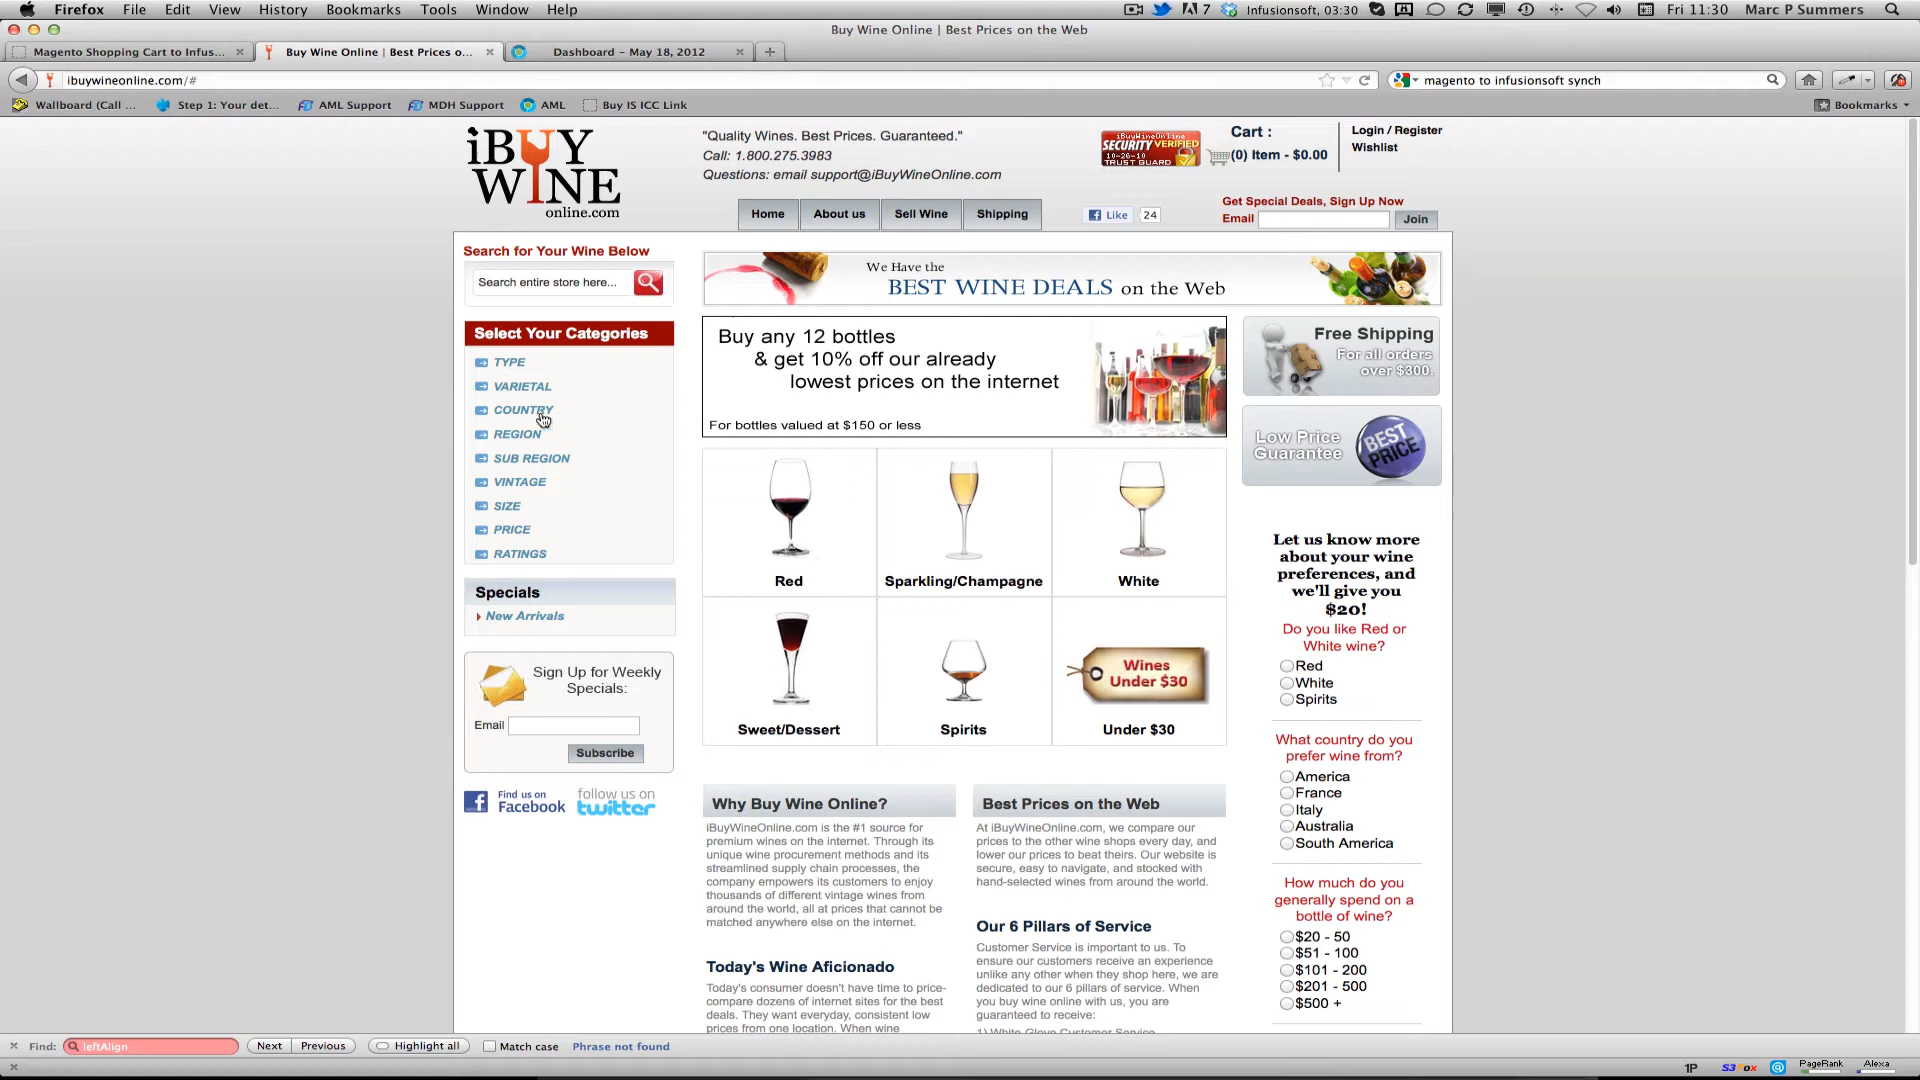 Firefox File Edit View History Bookmarks Tools Window Help
7 Infusionsoft, 03:30 Fri 11:30 Marc P Summers
Buy Wine Online | Best Prices on the Web
Magento Shopping Cart to Infus...
Buy Wine Online | Best Prices o...
Dashboard – May 18, 2012
ibuywineonline.com/#
magento to infusionsoft synch
Wallboard (Call ... Step 1: Your det... AML Support MDH Support AML Buy IS ICC Link Bookmarks
iBUY
WINE
online.com
"Quality Wines. Best Prices. Guaranteed."
Call: 1.800.275.3983
Questions: email support@iBuyWineOnline.com
iBuyWineOnline
SECURITY VERIFIED
10-26-10
TRUST GUARD
Cart :
(0) Item - $0.00
Login / Register
Wishlist
Home About us Sell Wine Shipping
Like 24
Get Special Deals, Sign Up Now
Email Join
Search for Your Wine Below
Search entire store here...
Select Your Categories
TYPE
VARIETAL
COUNTRY
REGION
SUB REGION
VINTAGE
SIZE
PRICE
RATINGS
Specials
New Arrivals
Sign Up for Weekly
Specials:
Email
Subscribe
Find us on
Facebook
follow us on
twitter
We Have the
BEST WINE DEALS on the Web
Buy any 12 bottles
& get 10% off our already
lowest prices on the internet
For bottles valued at $150 or less
Red
Sparkling/Champagne
White
Wines
Under $30
Sweet/Dessert
Spirits
Under $30
Why Buy Wine Online?
iBuyWineOnline.com is the #1 source for
premium wines on the internet. Through its
unique wine procurement methods and its
streamlined supply chain processes, the
company empowers its customers to enjoy
thousands of different vintage wines from
around the world, all at prices that cannot be
matched anywhere else on the internet.
Today's Wine Aficionado
Today's consumer doesn't have time to price-
compare dozens of internet sites for the best
deals. They want everyday, consistent low
prices from one location. When wine
Best Prices on the Web
At iBuyWineOnline.com, we compare our
prices to the other wine shops every day, and
lower our prices to beat theirs. Our website is
secure, easy to navigate, and stocked with
hand-selected wines from around the world.
Our 6 Pillars of Service
Customer Service is important to us. To
ensure our customers receive an experience
unlike any other when they shop here, we are
dedicated to our 6 pillars of service. When
you buy wine online with us, you are
guaranteed to receive:
1) White Glove Customer Service
Free Shipping
For all orders
over $300.
Low Price
Guarantee
BEST
PRICE
Let us know more
about your wine
preferences, and
we'll give you
$20!
Do you like Red or
White wine?
Red
White
Spirits
What country do you
prefer wine from?
America
France
Italy
Australia
South America
How much do you
generally spend on a
bottle of wine?
$20 - 50
$51 - 100
$101 - 200
$201 - 500
$500 +
Find: leftAlign Next Previous Highlight all Match case Phrase not found
1P S3Fox PageRank Alexa